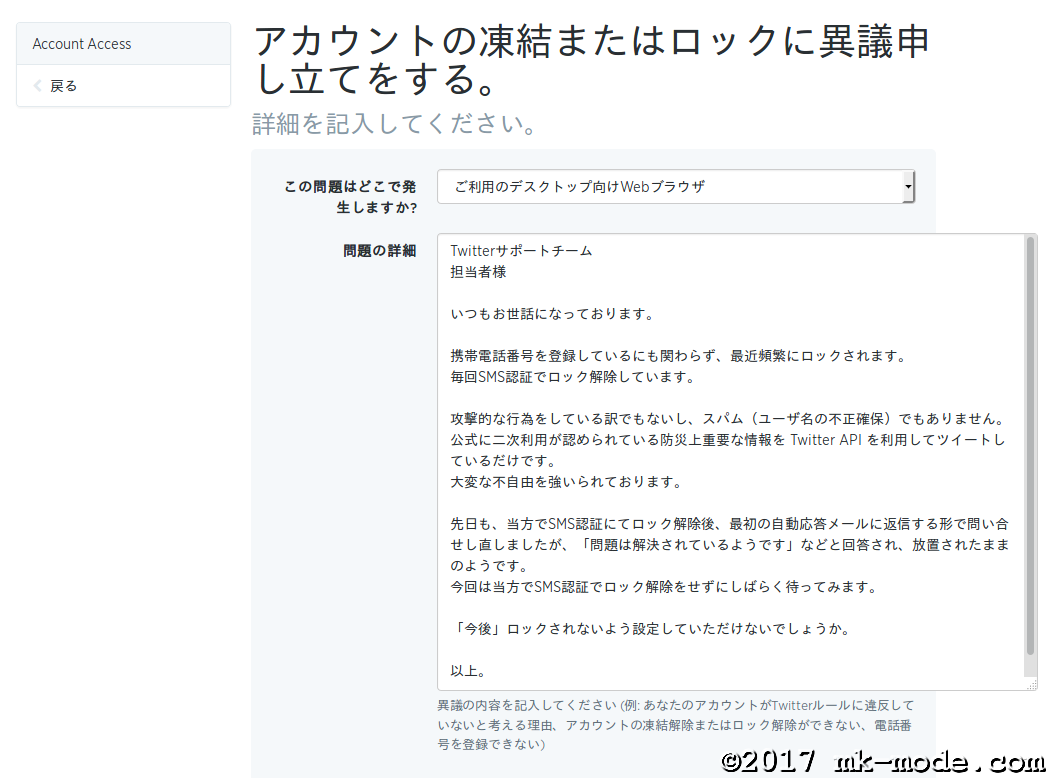 Account Access
戻る
アカウントの凍結またはロックに異議申
し立てをする。
詳細を記入してください。
この問題はどこで発
生しますか?
ご利用のデスクトップ向けWebブラウザ
問題の詳細
Twitterサポートチーム
担当者様
いつもお世話になっております。
携帯電話番号を登録しているにも関わらず、最近頻繁にロックされます。
毎回SMS認証でロック解除しています。
攻撃的な行為をしている訳でもないし、スパム（ユーザ名の不正確保）でもありません。
公式に二次利用が認められている防災上重要な情報を Twitter API を利用してツイートし
ているだけです。
大変な不自由を強いられております。
先日も、当方でSMS認証にてロック解除後、最初の自動応答メールに返信する形で問い合
せし直しましたが、「問題は解決されているようです」などと回答され、放置されたまま
のようです。
今回は当方でSMS認証でロック解除をせずにしばらく待ってみます。
「今後」ロックされないよう設定していただけないでしょうか。
以上。
異議の内容を記入してください (例: あなたのアカウントがTwitterルールに違反して
いないと考える理由、アカウントの凍結解除またはロック解除ができない、電話番
号を登録できない)
©2017 mk-mode.com